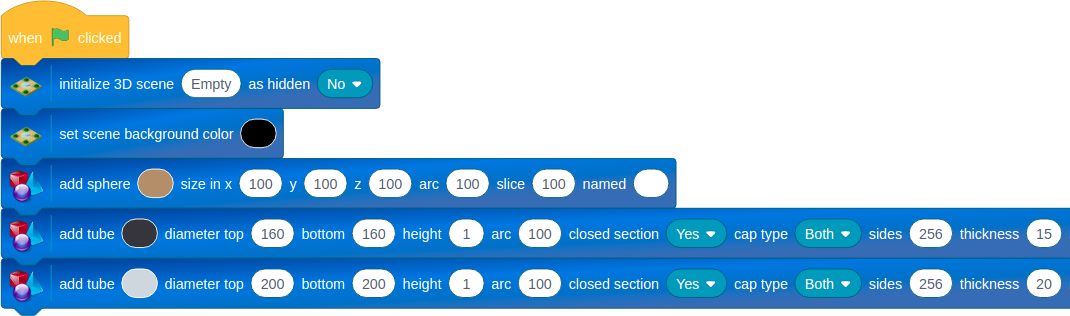 when clicked
initialize 3D scene Empty as hidden No
set scene background color
add sphere size in x 100 y 100 z 100 arc 100 slice 100 named
add tube diameter top 160 bottom 160 height 1 arc 100 closed section Yes cap type Both sides 256 thickness 15
add tube diameter top 200 bottom 200 height 1 arc 100 closed section Yes cap type Both sides 256 thickness 20